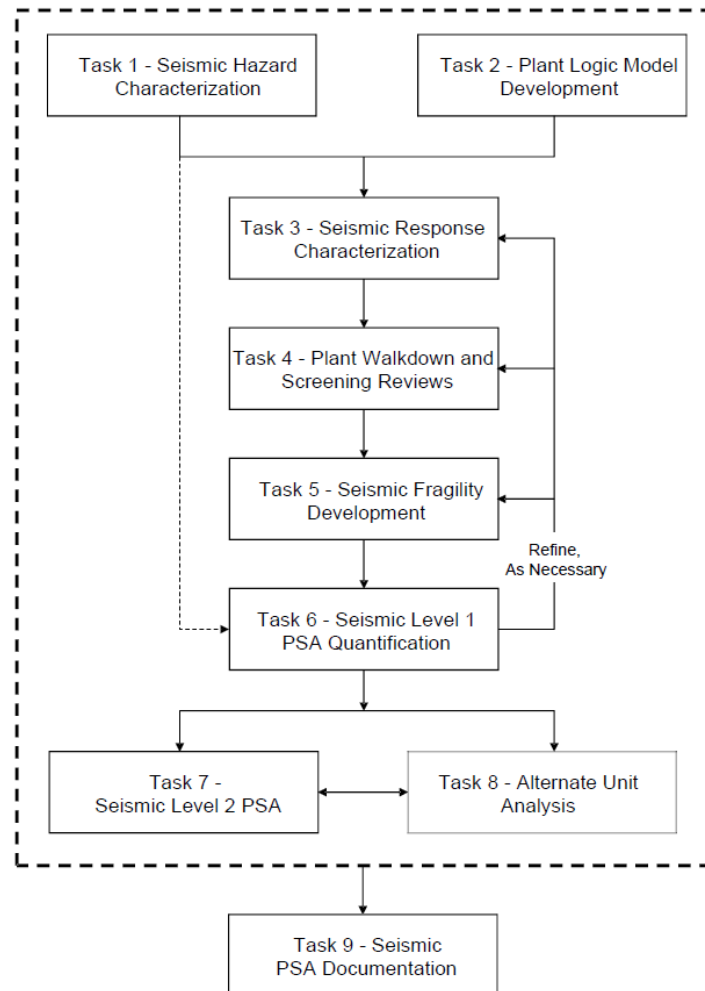 Task 1 - Seismic Hazard
Characterization
Task 2 - Plant Logic Model
Development
Task 3 - Seismic Response
Characterization
Task 4 - Plant Walkdown and
Screening Reviews
Task 5 - Seismic Fragility
Development
Refine,
As Necessary
Task 6 - Seismic Level 1
PSA Quantification
Task 7 -
Seismic Level 2 PSA
Task 8 - Alternate Unit
Analysis
Task 9 - Seismic
PSA Documentation